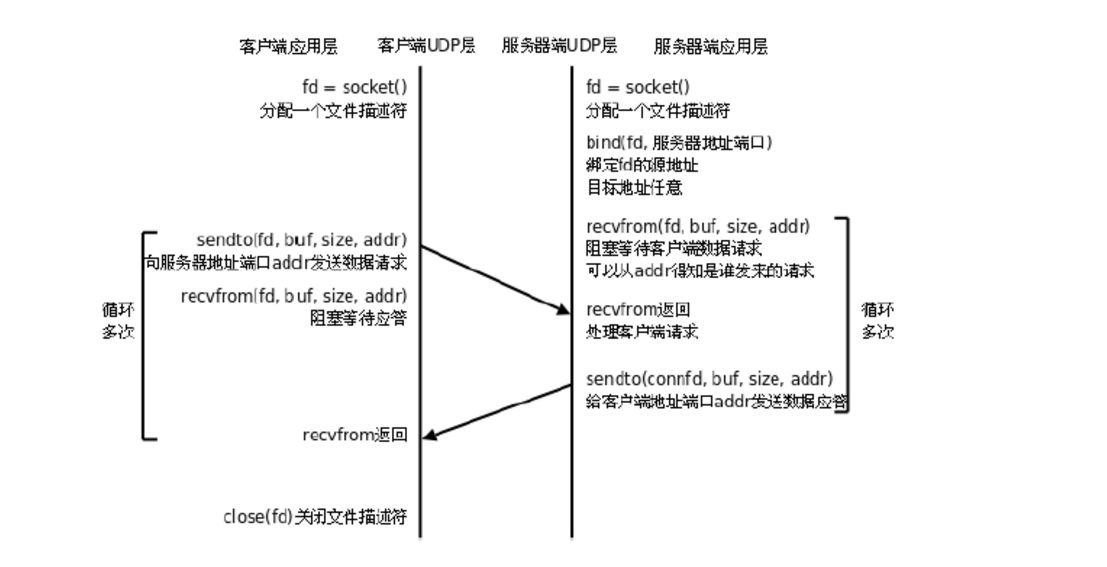 客户端应用层 客户端UDP层 服务器端UDP层 服务器端应用层
fd = socket()
分配一个文件描述符
fd = socket()
分配一个文件描述符
bind(fd, 服务器地址端口)
绑定fd的源地址
目标地址任意
sendto(fd, buf, size, addr)
向服务器地址端口addr发送数据请求
recvfrom(fd, buf, size, addr)
阻塞等待应答
循环
多次
recvfrom(fd, buf, size, addr)
阻塞等待客户端数据请求
可以从addr得知是谁发来的请求
recvfrom返回
处理客户端请求
循环
多次
sendto(connfd, buf, size, addr)
给客户端地址端口addr发送数据应答
recvfrom返回
close(fd)关闭文件描述符